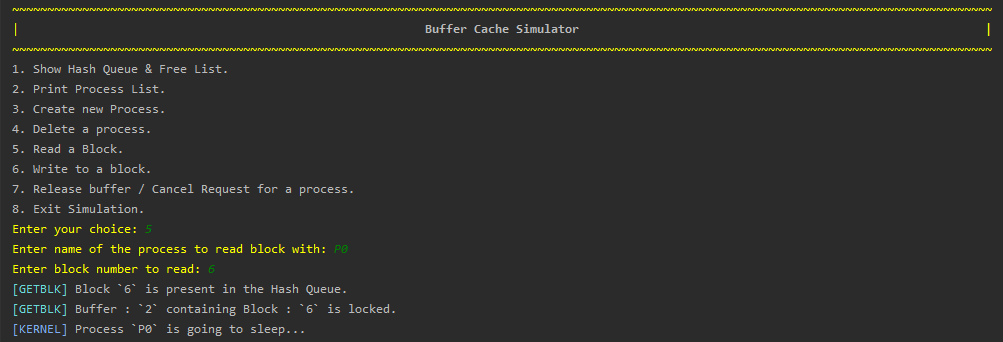 ~~~~~~~~~~~~~~~~~~~~~~~~~~~~~~~~~~~~~~~~~~~~~~~~~~~~~~~~~~~~~~~~~~~~~~~~~~~~~~~~~~~~~~~~~~~~~~~~~~~~~~~~~~~~~~~~~~~~~~~~~~~~~~~~~~~~~~~~~~~~
| Buffer Cache Simulator |
~~~~~~~~~~~~~~~~~~~~~~~~~~~~~~~~~~~~~~~~~~~~~~~~~~~~~~~~~~~~~~~~~~~~~~~~~~~~~~~~~~~~~~~~~~~~~~~~~~~~~~~~~~~~~~~~~~~~~~~~~~~~~~~~~~~~~~~~~~~~
1. Show Hash Queue & Free List.
2. Print Process List.
3. Create new Process.
4. Delete a process.
5. Read a Block.
6. Write to a block.
7. Release buffer / Cancel Request for a process.
8. Exit Simulation.
Enter your choice: 5
Enter name of the process to read block with: P0
Enter block number to read: 6
[GETBLK] Block `6` is present in the Hash Queue.
[GETBLK] Buffer : `2` containing Block : `6` is locked.
[KERNEL] Process `P0` is going to sleep...